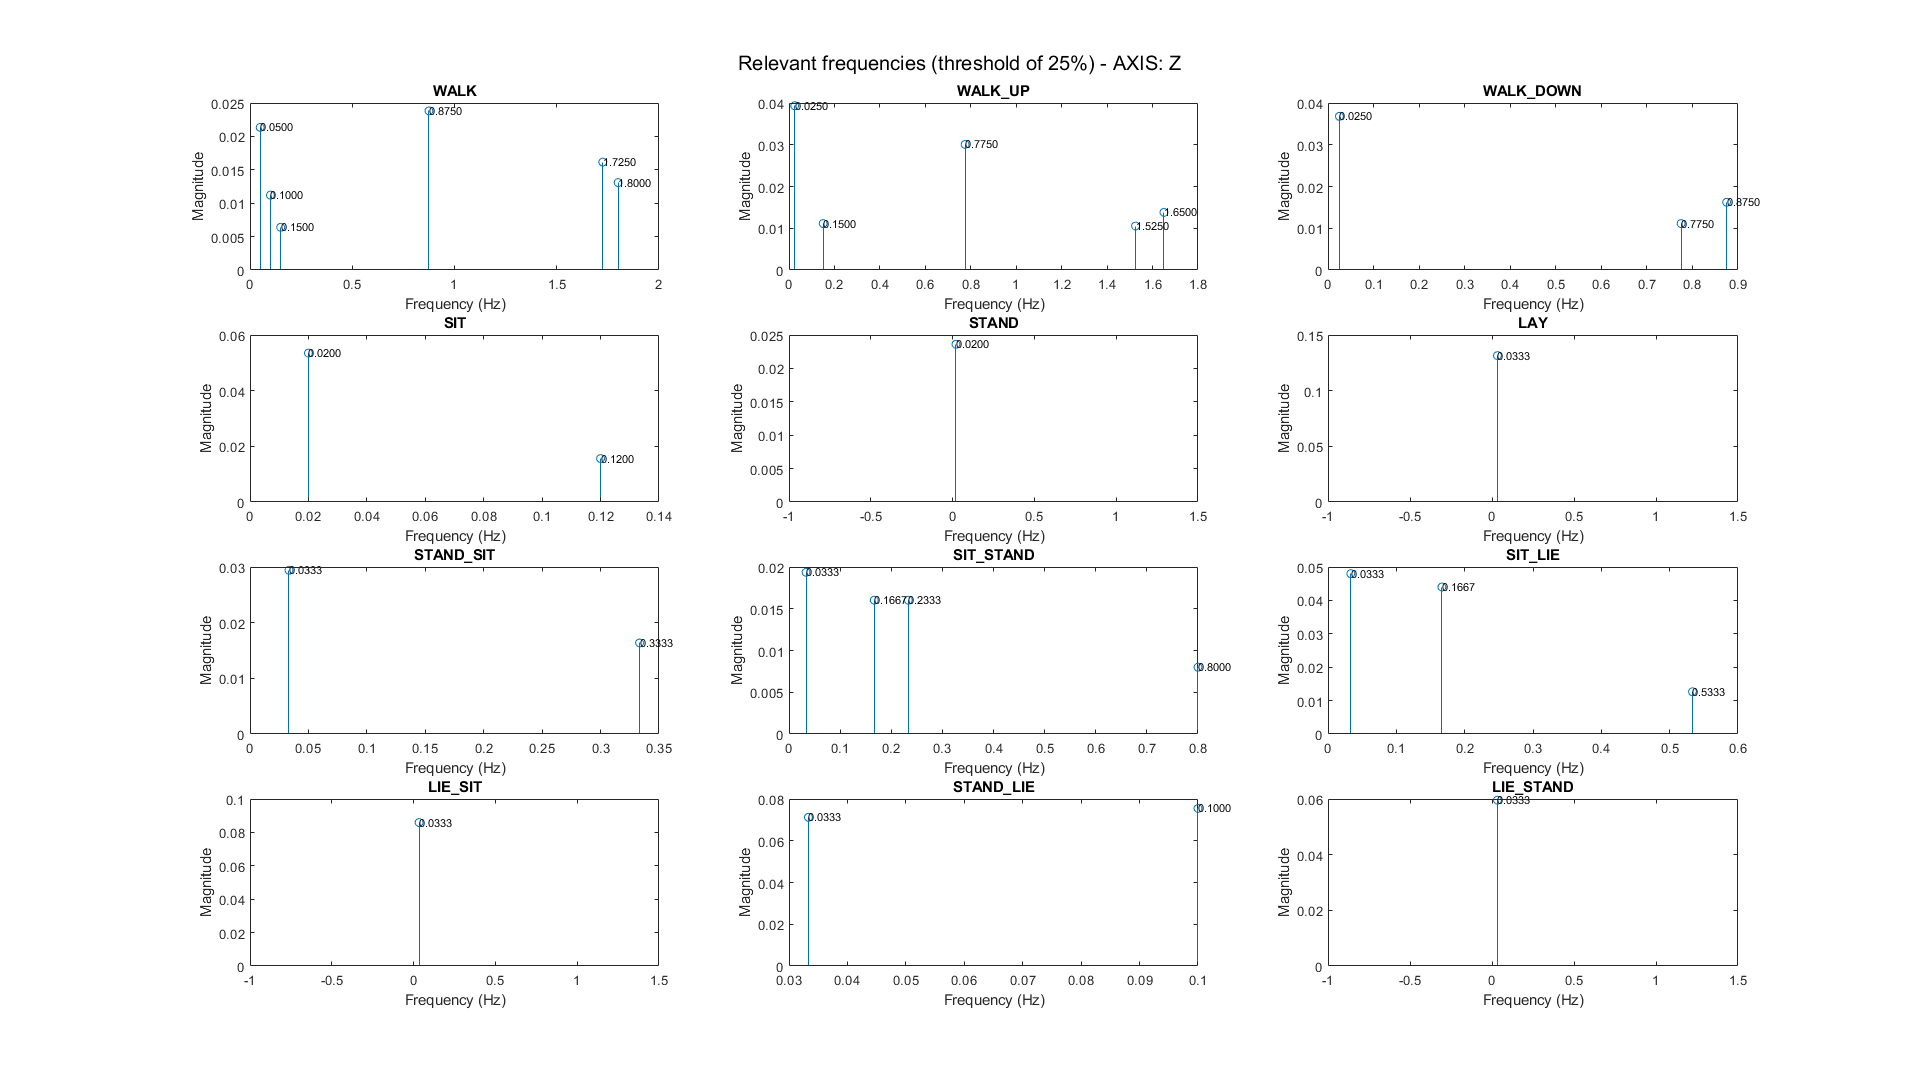 Relevant frequencies (threshold of 25%) - AXIS: Z
WALK
0.025
0.02
0.015
0.01
0.005
0
Magnitude
0.0500
0.1000
0.1500
0.8750
1.7250
1.8000
0 0.5 1 1.5 2
Frequency (Hz)
WALK_UP
0.04
0.03
0.02
0.01
0
Magnitude
0.0250
0.1500
0.7750
1.5250
1.6500
0 0.2 0.4 0.6 0.8 1 1.2 1.4 1.6 1.8
Frequency (Hz)
WALK_DOWN
0.04
0.03
0.02
0.01
0
Magnitude
0.0250
0.7750
0.8750
0 0.1 0.2 0.3 0.4 0.5 0.6 0.7 0.8 0.9
Frequency (Hz)
SIT
0.06
0.04
0.02
0
Magnitude
0.0200
0.1200
0 0.02 0.04 0.06 0.08 0.1 0.12 0.14
Frequency (Hz)
STAND
0.025
0.02
0.015
0.01
0.005
0
Magnitude
0.0200
-1 -0.5 0 0.5 1 1.5
Frequency (Hz)
LAY
0.15
0.1
0.05
0
Magnitude
0.0333
-1 -0.5 0 0.5 1 1.5
Frequency (Hz)
STAND_SIT
0.03
0.02
0.01
0
Magnitude
0.0333
0.3333
0 0.05 0.1 0.15 0.2 0.25 0.3 0.35
Frequency (Hz)
SIT_STAND
0.02
0.015
0.01
0.005
0
Magnitude
0.0333
0.1667
0.2333
0.8000
0 0.1 0.2 0.3 0.4 0.5 0.6 0.7 0.8
Frequency (Hz)
SIT_LIE
0.05
0.04
0.03
0.02
0.01
0
Magnitude
0.0333
0.1667
0.5333
0 0.1 0.2 0.3 0.4 0.5 0.6
Frequency (Hz)
LIE_SIT
0.1
0.08
0.06
0.04
0.02
0
Magnitude
0.0333
-1 -0.5 0 0.5 1 1.5
Frequency (Hz)
STAND_LIE
0.08
0.06
0.04
0.02
0
Magnitude
0.0333
0.1000
0.03 0.04 0.05 0.06 0.07 0.08 0.09 0.1
Frequency (Hz)
LIE_STAND
0.06
0.04
0.02
0
Magnitude
0.0333
-1 -0.5 0 0.5 1 1.5
Frequency (Hz)